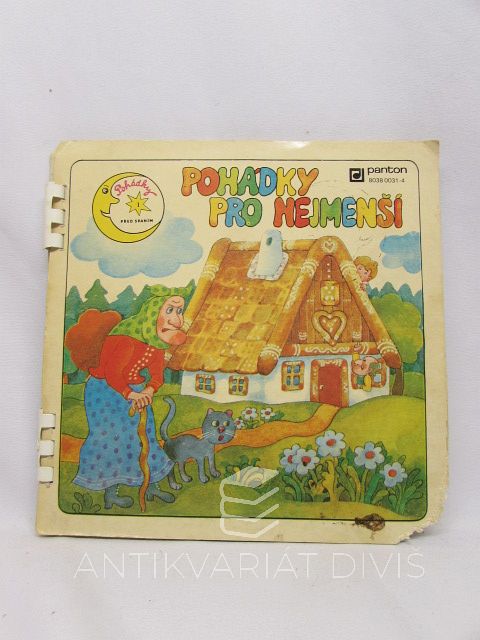 Pohádky
PŘED SPANÍM
POHÁDKY
PRO NEJMENŠÍ
panton
8038 0031-4
ANTIKVARIÁT DIVIŠ